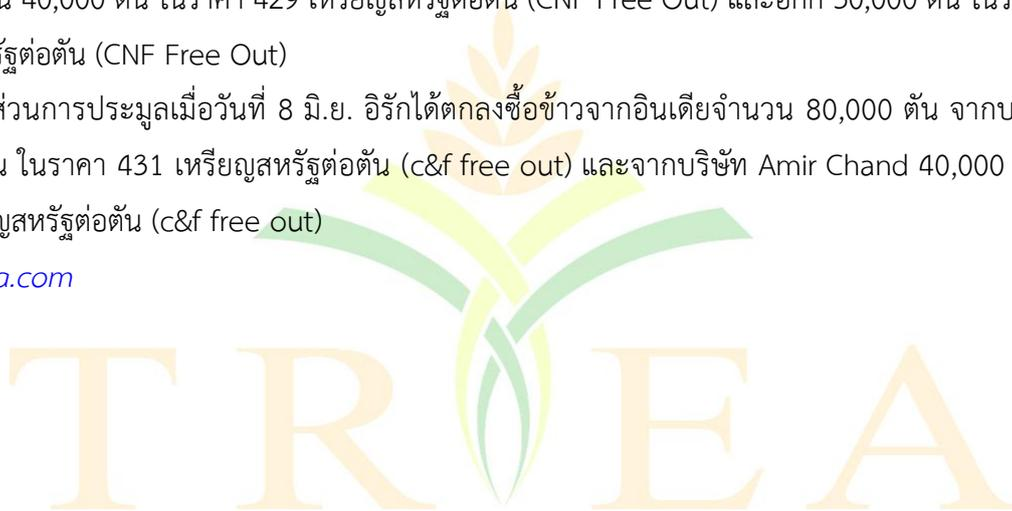 40,000 ตัน ในราคา 429 เหรียญสหรัฐต่อตัน (CNF Free Out) และอีกก 30,000 ตัน
รัฐต่อตัน (CNF Free Out)
ส่วนการประมูลเมื่อวันที่ 8 มิ.ย. อิรักได้ตกลงซื้อข้าวจากอินเดียจำนวน 80,000 ตัน จาก
ในราคา 431 เหรียญสหรัฐต่อตัน (c&f free out) และจากบริษัท Amir Chand 40,000
ญสหรัฐต่อตัน (c&f free out)
a.com
TREA